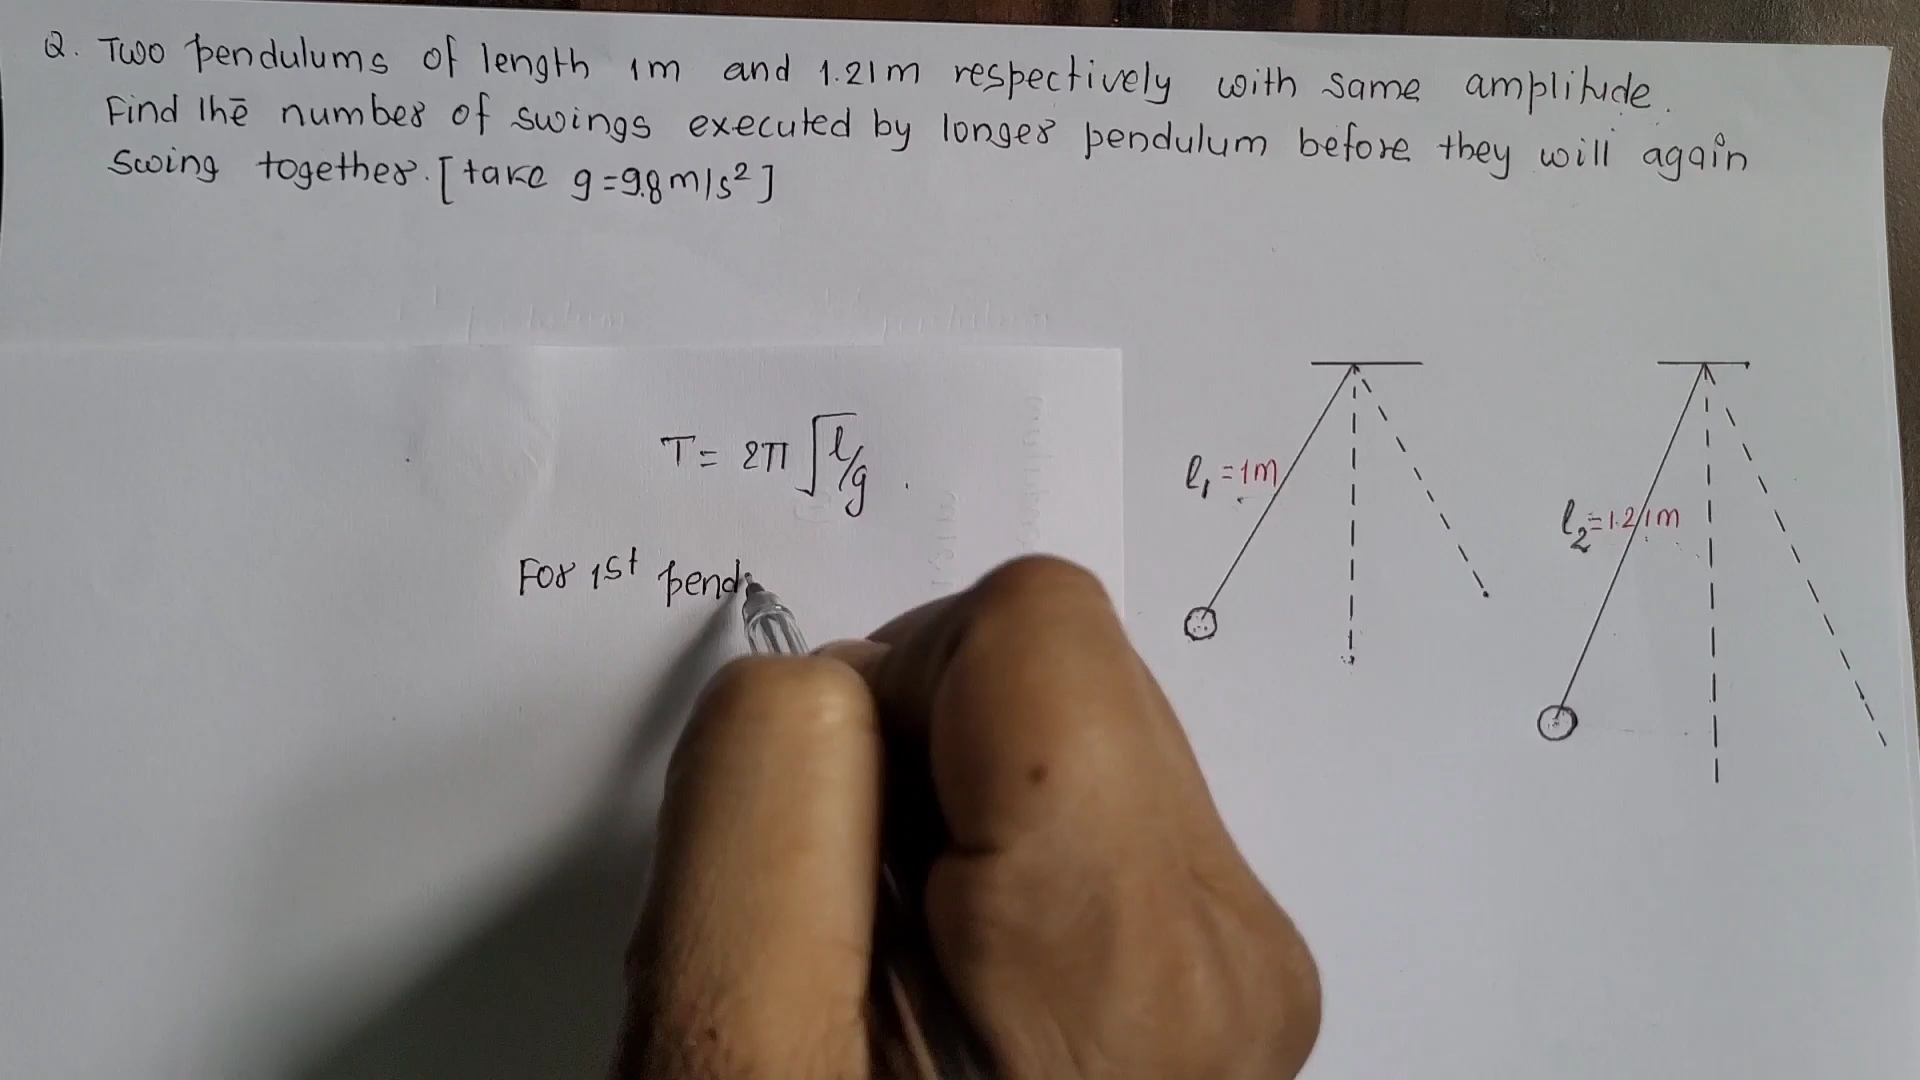 Q. Two pendulums of length 1m and 1.21m respectively with same amplitude.
Find the number of swings executed by longer pendulum before they will again
swing together. [take g=9.8m/s²]
T = 2π √l/g .
For 1st pend
l₁ = 1m
l₂ = 1.21m